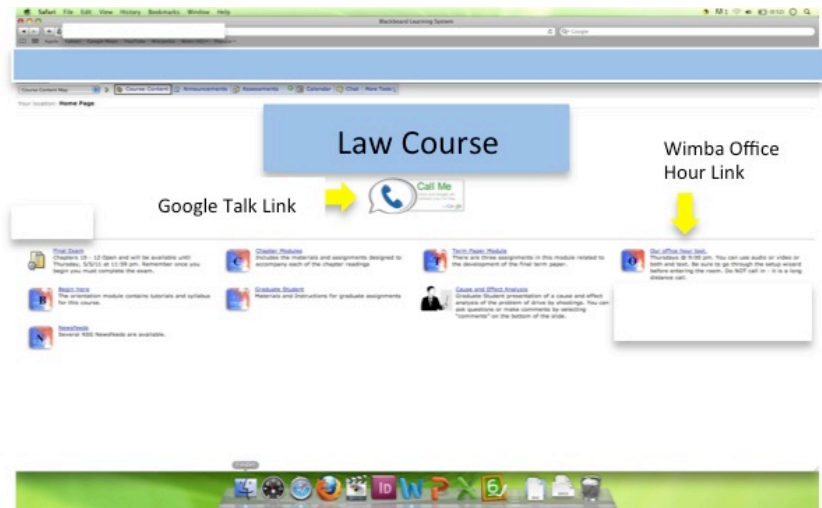 Safari File Edit View History Bookmarks Window Help
Blackboard Learning System
Google
Course Content Map
Course Content
Announcements
Assessments
Calendar
Chat
More Tools
Your location: Home Page
Law Course
Wimba Office
Hour Link
Google Talk Link
Call Me
Final Exam
Chapters 10 - 12 Open and will be available until
Thursday, 5/5/11 at 11:59 pm. Remember once you
begin you must complete the exam.
Chapter Modules
Includes the materials and assignments designed to
accompany each of the chapter readings
Term Paper Module
There are three assignments in this module related to
the development of the final term paper.
Our office hour tool.
Thursdays @ 9:00 pm. You can use audio or video or
both and text. Be sure to go through the setup wizard
before entering the room. Do NOT call in - it is a long
distance call.
Begin Here
The orientation module contains tutorials and syllabus
for this course.
Graduate Student
Materials and Instructions for graduate assignments
Cause and Effect Analysis
Graduate Student presentation of a cause and effect
analysis of the problem of drive by shootings. You can
ask questions or make comments by selecting
"comments" on the bottom of the slide.
Newsfeeds
Several RSS Newsfeeds are available.